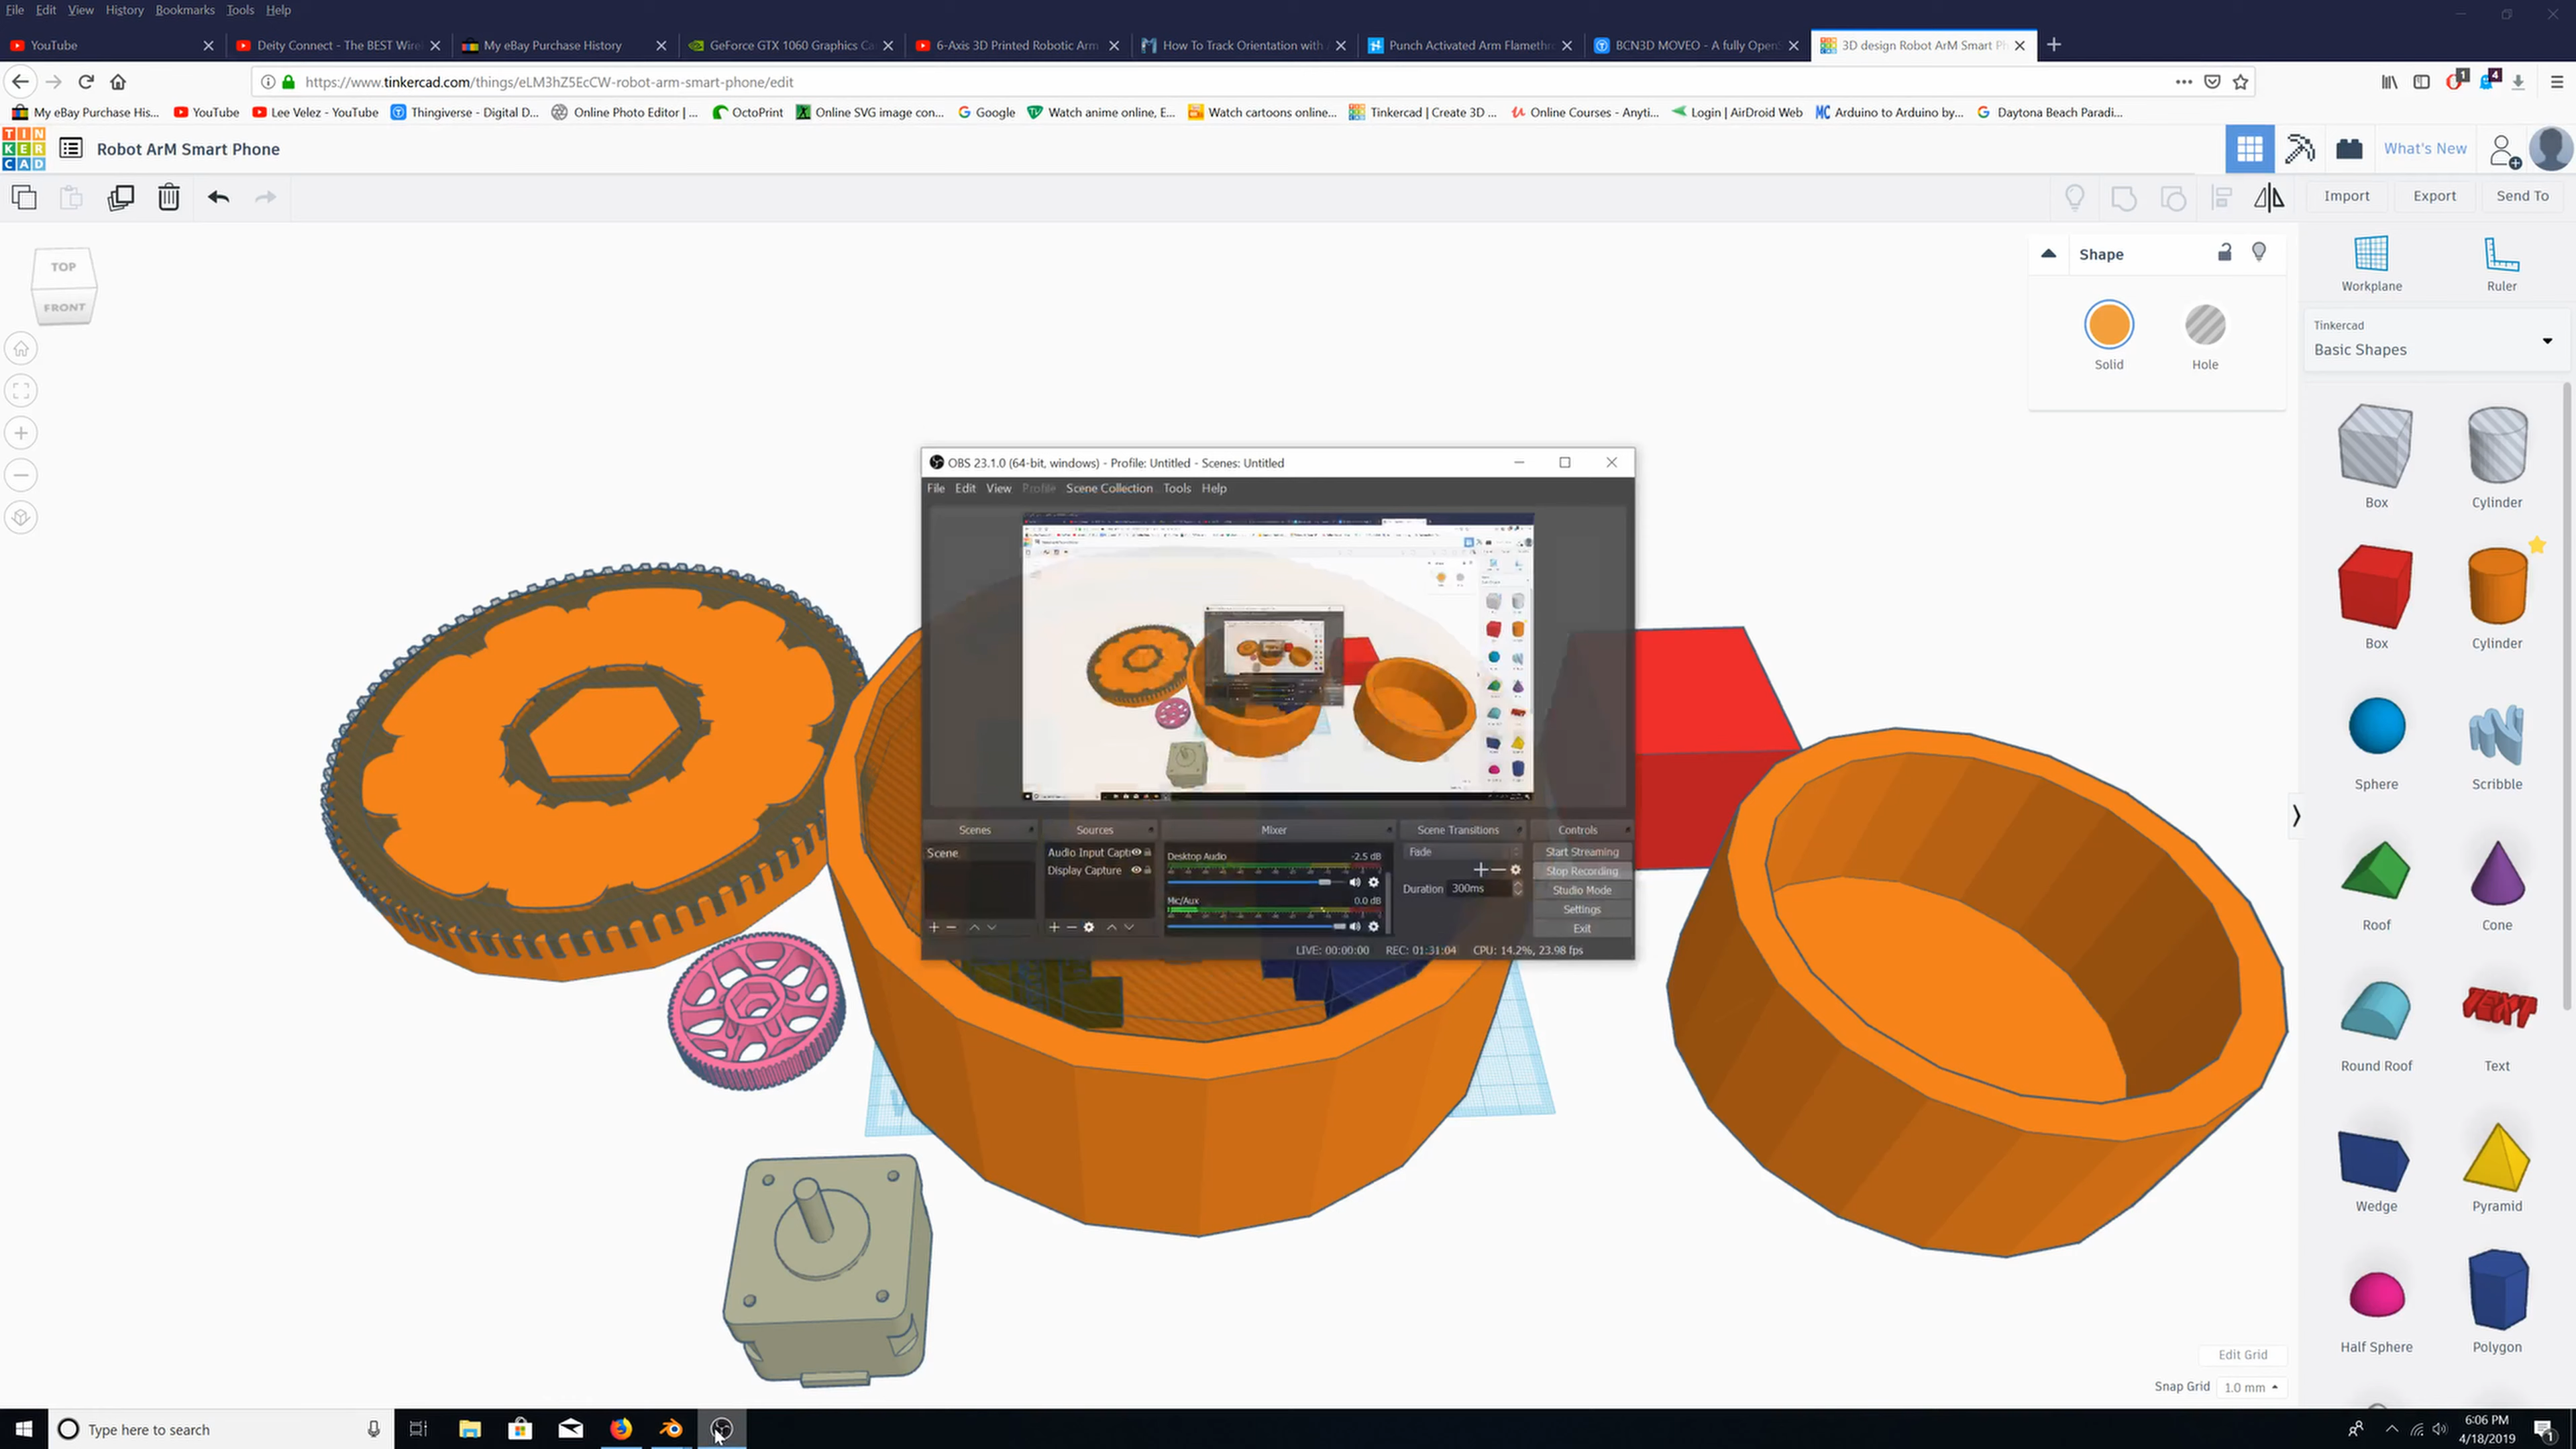 File Edit View History Bookmarks Tools Help
YouTube
Deity Connect - The BEST Wire
My eBay Purchase History
GeForce GTX 1060 Graphics Ca
6-Axis 3D Printed Robotic Arm
How To Track Orientation with
Punch Activated Arm Flamethr
BCN3D MOVEO - A fully Open
3D design Robot ArM Smart Ph
https://www.tinkercad.com/things/eLM3hZ5EcCW-robot-arm-smart-phone/edit
1
4
My eBay Purchase His...
YouTube
Lee Velez - YouTube
Thingiverse - Digital D...
Online Photo Editor | ...
OctoPrint
Online SVG image con...
Google
Watch anime online, E...
Watch cartoons online...
Tinkercad | Create 3D ...
Online Courses - Anyti...
Login | AirDroid Web
Arduino to Arduino by...
Daytona Beach Paradi...
TIN
KER
CAD
Robot ArM Smart Phone
What's New
Import
Export
Send To
TOP
FRONT
Shape
Solid
Hole
Workplane
Ruler
Tinkercad
Basic Shapes
Box
Cylinder
Box
Cylinder
Sphere
Scribble
Roof
Cone
Round Roof
TEXT
Text
Wedge
Pyramid
Half Sphere
Polygon
OBS 23.1.0 (64-bit, windows) - Profile: Untitled - Scenes: Untitled
File Edit View Profile Scene Collection Tools Help
Scenes
Sources
Mixer
Scene Transitions
Controls
Scene
Audio Input Capt
Display Capture
Desktop Audio
-2.5 dB
Mic/Aux
0.0 dB
Fade
Duration 300ms
Start Streaming
Stop Recording
Studio Mode
Settings
Exit
LIVE: 00:00:00
REC: 01:31:04
CPU: 14.2%, 23.98 fps
Edit Grid
Snap Grid
1.0 mm
Type here to search
6:06 PM
4/18/2019
1